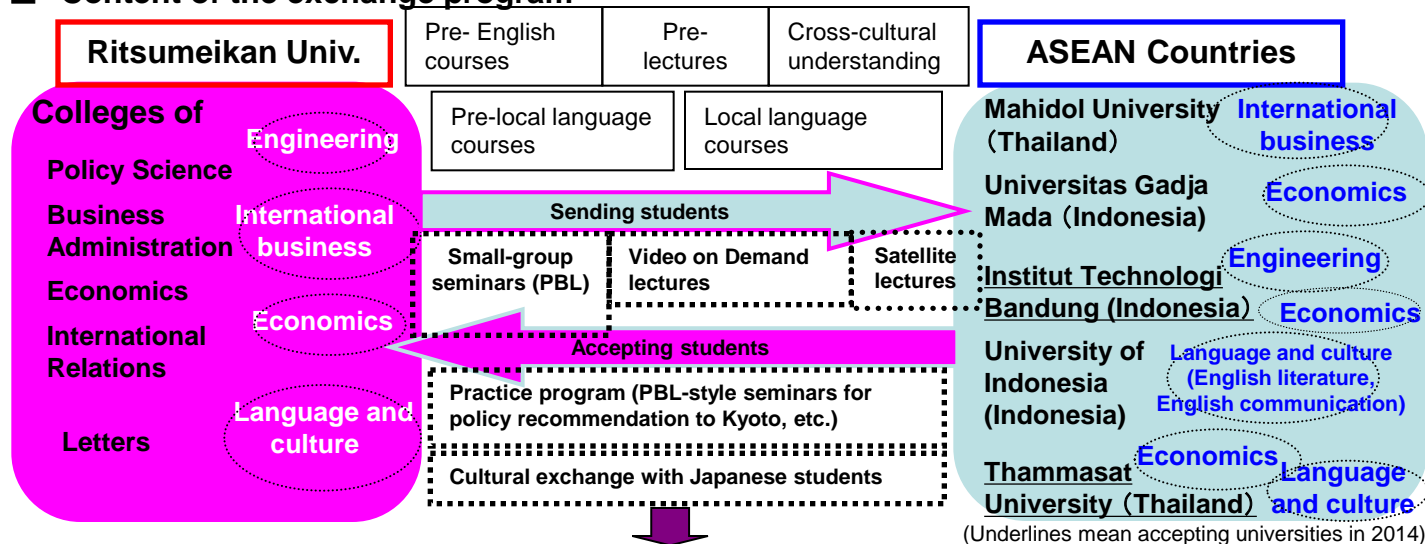 ■ Content of the exchange program
Ritsumeikan Univ.
Pre- English
courses
Pre-
lectures
Cross-cultural
understanding
ASEAN Countries
Pre-local language
courses
Local language
courses
Colleges of
Engineering
Policy Science
Business
Administration
International
business
Economics
Economics
International
Relations
Language and
culture
Letters
Sending students
Small-group
seminars (PBL)
Video on Demand
lectures
Satellite
lectures
Accepting students
Practice program (PBL-style seminars for
policy recommendation to Kyoto, etc.)
Cultural exchange with Japanese students
Mahidol University
（Thailand）
International
business
Universitas Gadja
Mada （Indonesia）
Economics
Institut Technologi
Bandung (Indonesia）
Engineering
Economics
University of
Indonesia
(Indonesia)
Language and culture
(English literature,
English communication)
Thammasat
University （Thailand）
Economics
Language
and culture
(Underlines mean accepting universities in 2014)